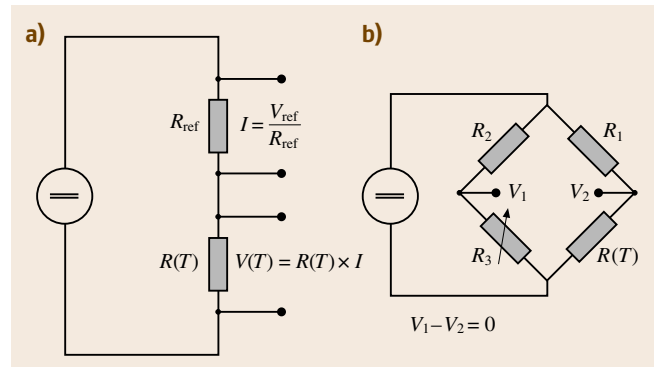 a)
R_ref
I = V_ref / R_ref
R(T)
V(T) = R(T) × I
b)
R_2
R_1
V_1
V_2
R_3
R(T)
V_1 – V_2 = 0